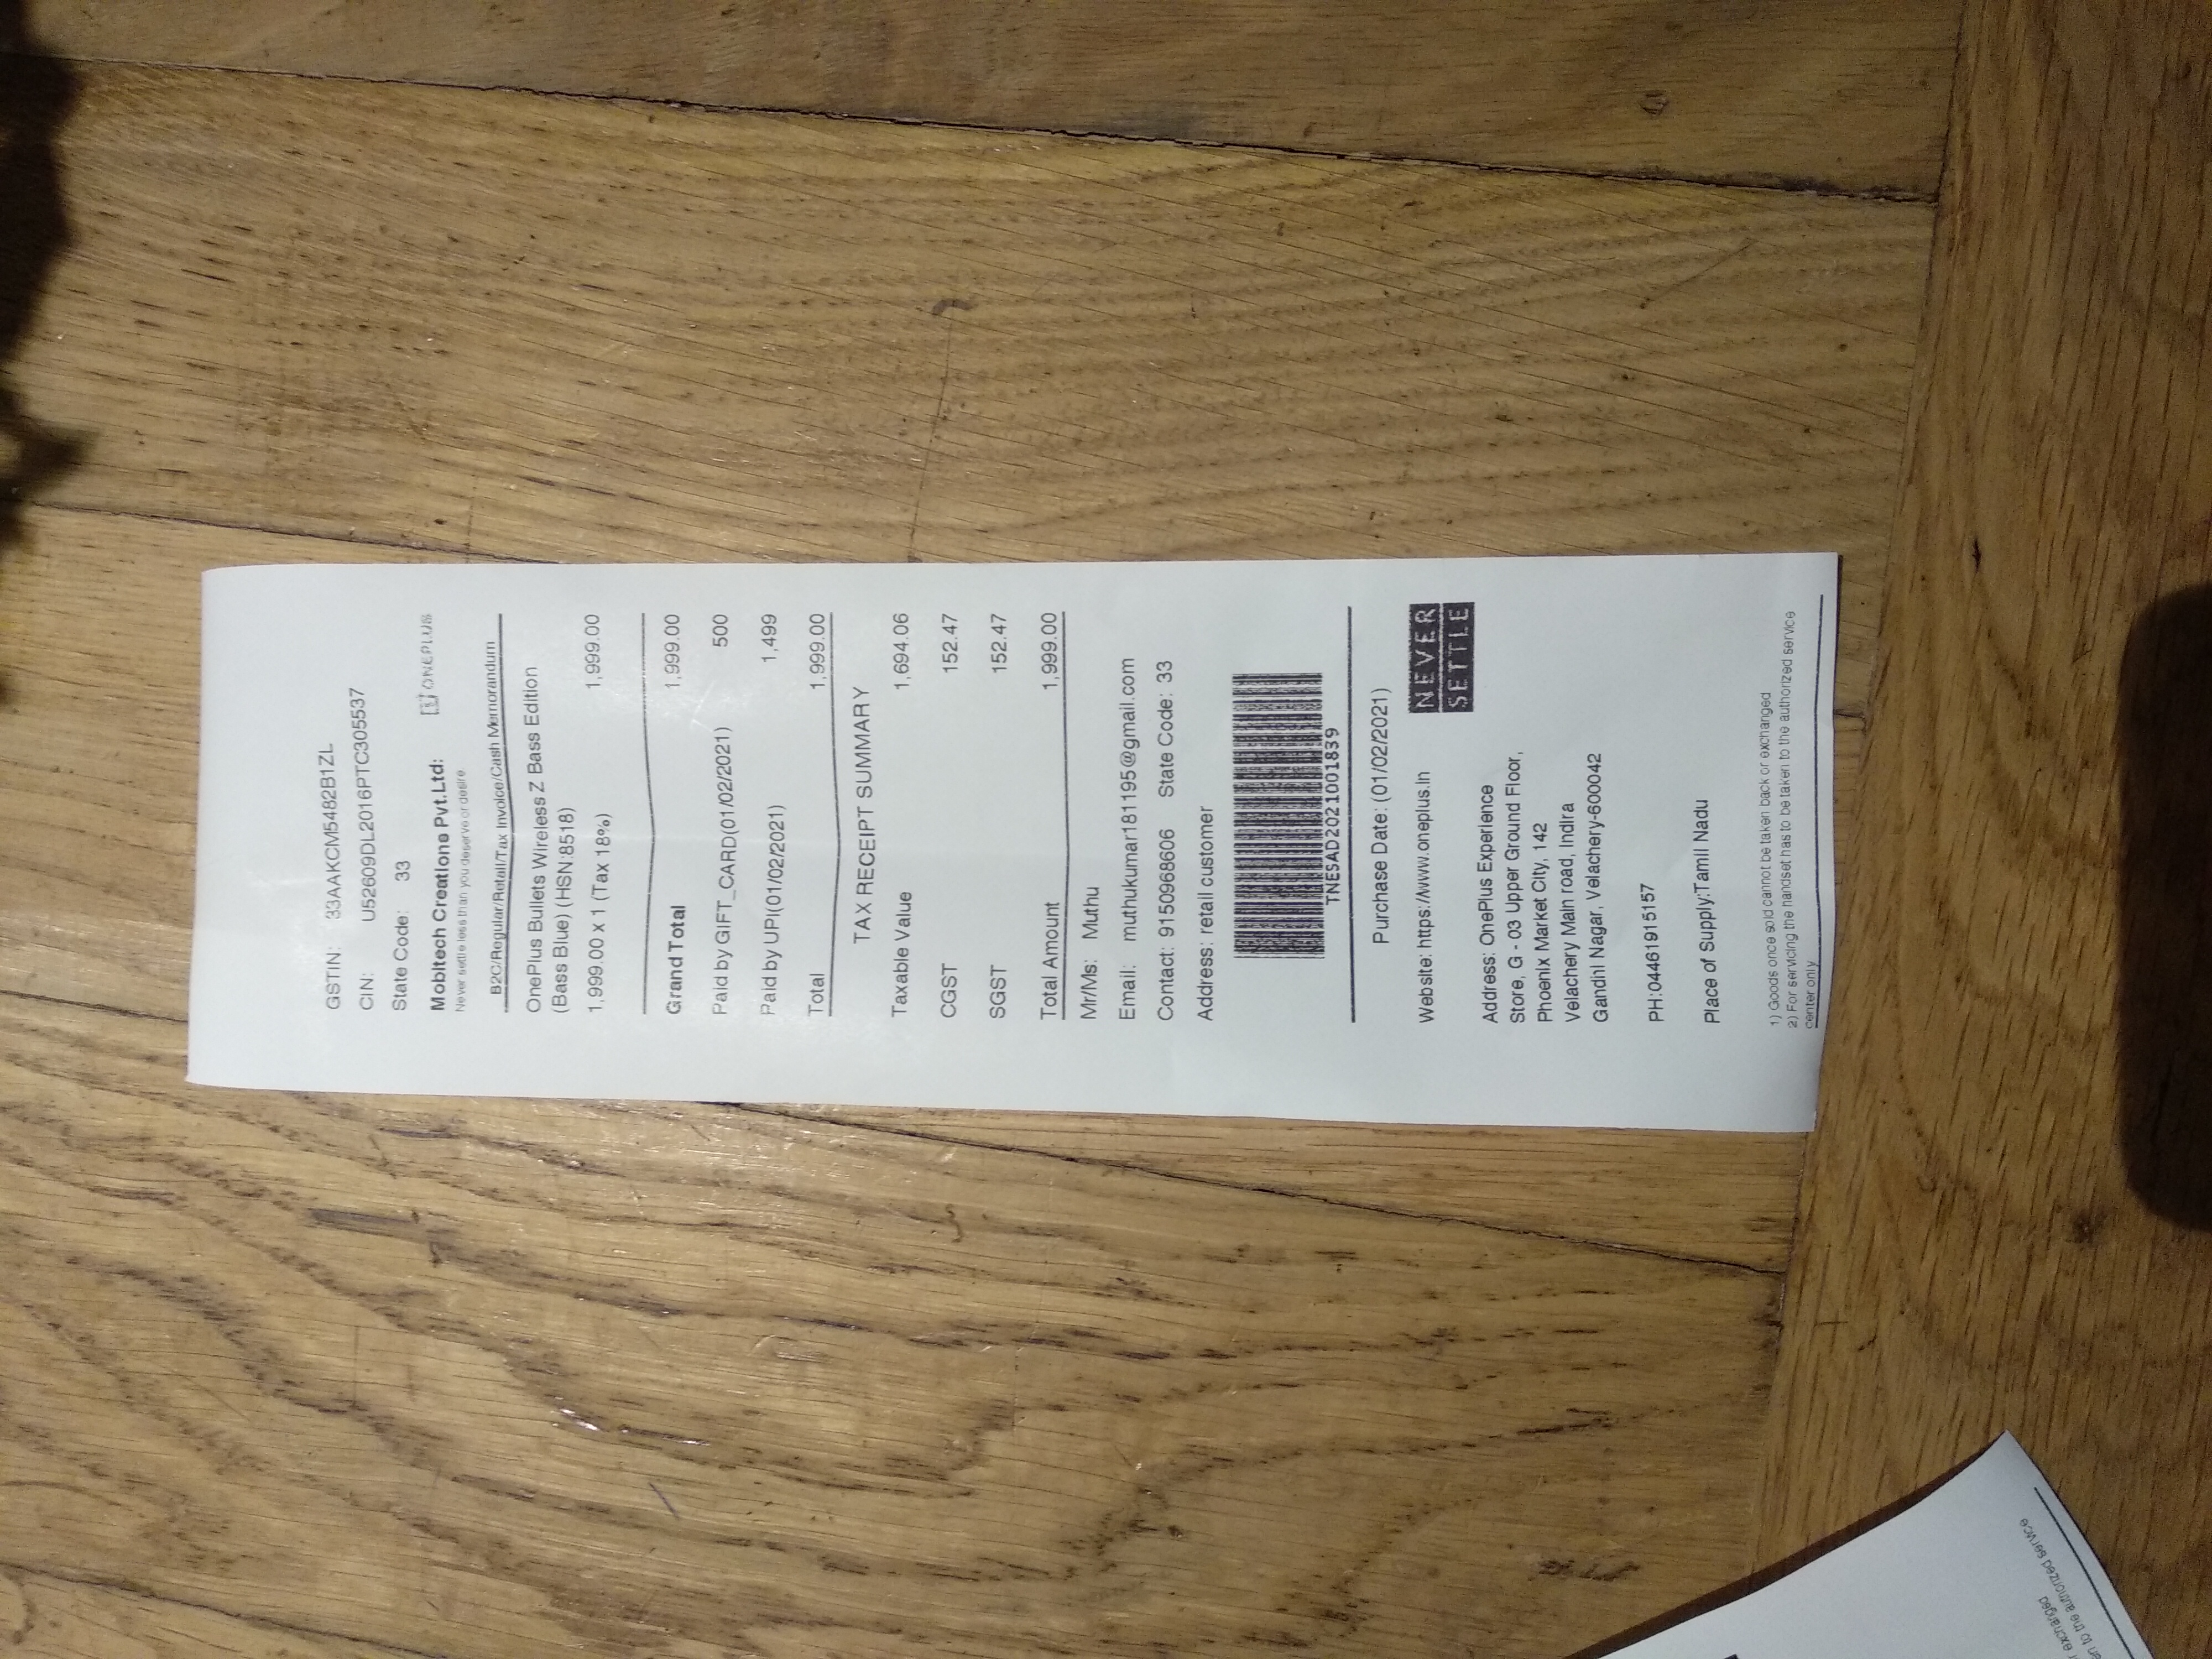 GSTIN: 33AAKCM5482B1ZL
CIN: U52609DL2016PTC305537
State Code: 33
Mobitech Creations Pvt.Ltd:
ONEPLUS
Never settle less than you deserve or desire
B2C/Regular/Retail/Tax Invoice/Cash Memorandum
OnePlus Bullets Wireless Z Bass Edition
(Bass Blue) (HSN:8518)
1,999.00 x 1 (Tax 18%) 1,999.00
Grand Total 1,999.00
Paid by GIFT_CARD(01/02/2021) 500
Paid by UPI(01/02/2021) 1,499
Total 1,999.00
TAX RECEIPT SUMMARY
Taxable Value 1,694.06
CGST 152.47
SGST 152.47
Total Amount 1,999.00
Mr/Ms: Muthu
Email: muthukumar181195@gmail.com
Contact: 9150968606 State Code: 33
Address: retail customer
TNESAD2021001839
Purchase Date: (01/02/2021)
Website: https://www.oneplus.in
NEVER
SETTLE
Address: OnePlus Experience
Store, G - 03 Upper Ground Floor,
Phoenix Market City, 142
Velachery Main road, Indira
Gandhi Nagar, Velachery-600042
PH:04461915157
Place of Supply:Tamil Nadu
1) Goods once sold cannot be taken back or exchanged
2) For servicing the handset has to be taken to the authorized service
center only
r exchanged
en to the authorized service